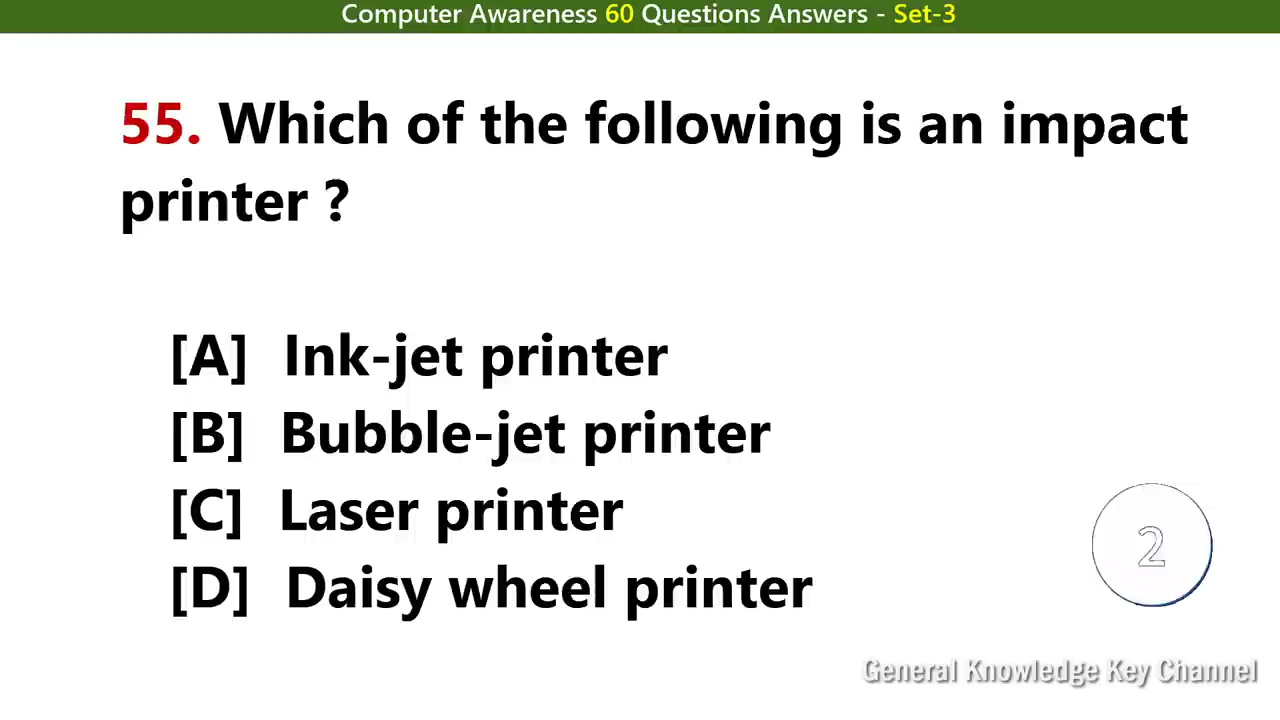 Computer Awareness 60 Questions Answers - Set-3
55. Which of the following is an impact
printer ?
[A] Ink-jet printer
[B] Bubble-jet printer
[C] Laser printer
[D] Daisy wheel printer
2
General Knowledge Key Channel